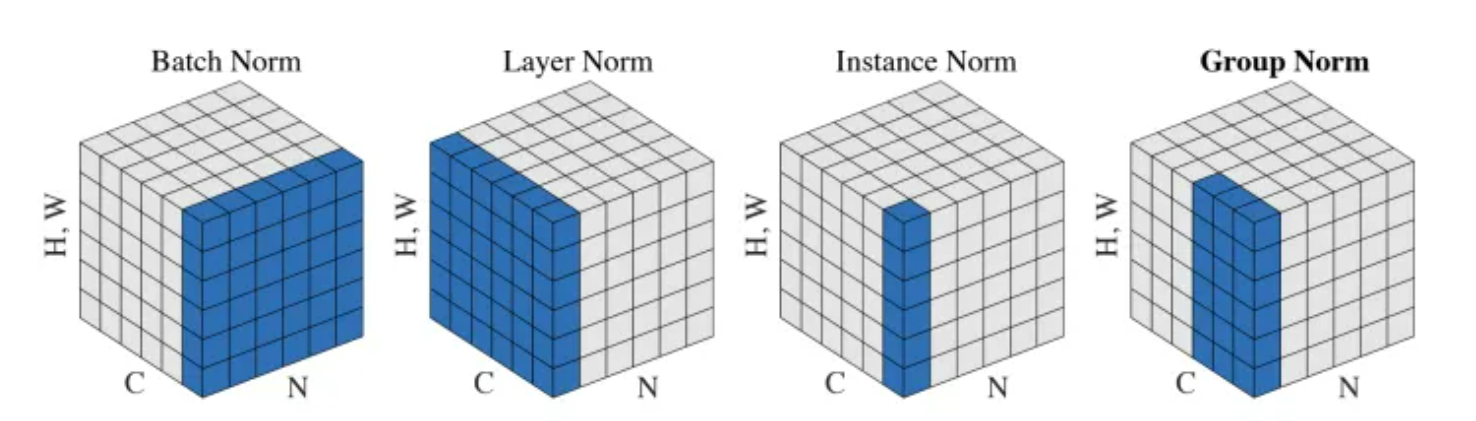 Batch Norm
Layer Norm
Instance Norm
Group Norm
H, W
C
N
H, W
C
N
H, W
C
N
H, W
C
N